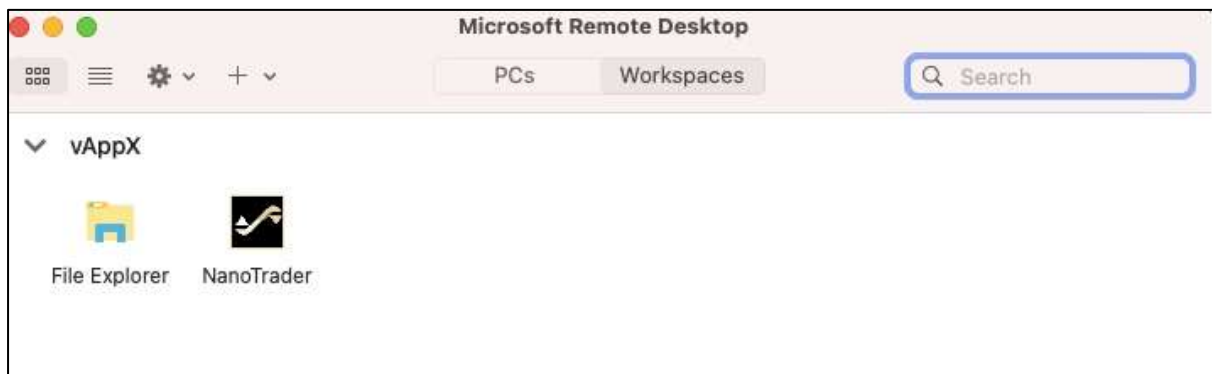 Microsoft Remote Desktop
PCs Workspaces Search
vAppX
File Explorer NanoTrader